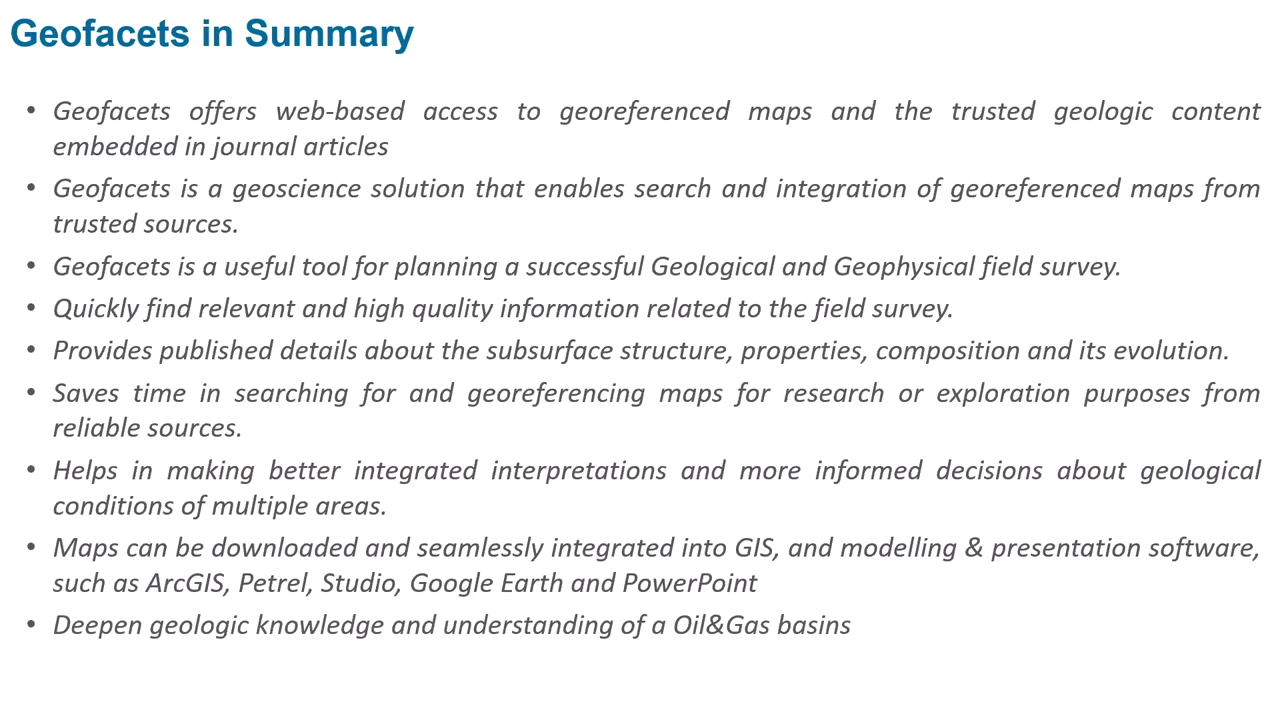 Geofacets in Summary
• Geofacets offers web-based access to georeferenced maps and the trusted geologic content
embedded in journal articles
• Geofacets is a geoscience solution that enables search and integration of georeferenced maps from
trusted sources.
• Geofacets is a useful tool for planning a successful Geological and Geophysical field survey.
• Quickly find relevant and high quality information related to the field survey.
• Provides published details about the subsurface structure, properties, composition and its evolution.
• Saves time in searching for and georeferencing maps for research or exploration purposes from
reliable sources.
• Helps in making better integrated interpretations and more informed decisions about geological
conditions of multiple areas.
• Maps can be downloaded and seamlessly integrated into GIS, and modelling & presentation software,
such as ArcGIS, Petrel, Studio, Google Earth and PowerPoint
• Deepen geologic knowledge and understanding of a Oil&Gas basins